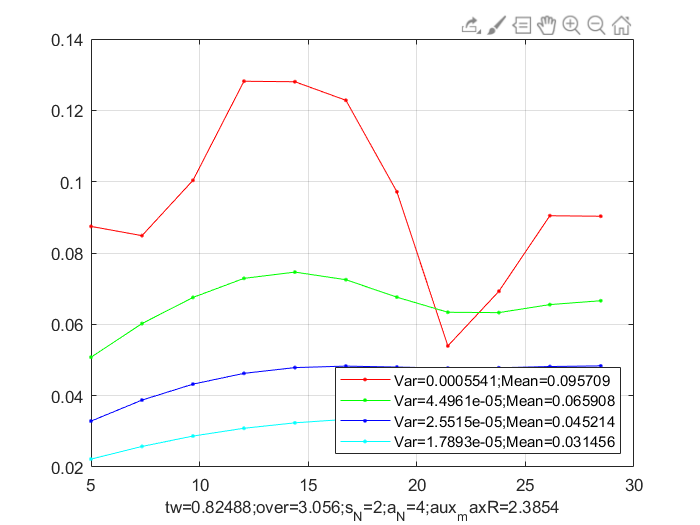 0.14
0.12
0.1
0.08
0.06
0.04
0.02
Var=0.0005541;Mean=0.095709
Var=4.4961e-05;Mean=0.065908
Var=2.5515e-05;Mean=0.045214
Var=1.7893e-05;Mean=0.031456
5 10 15 20 25 30
tw=0.82488;over=3.056;s_N=2;a_N=4;aux_maxR=2.3854